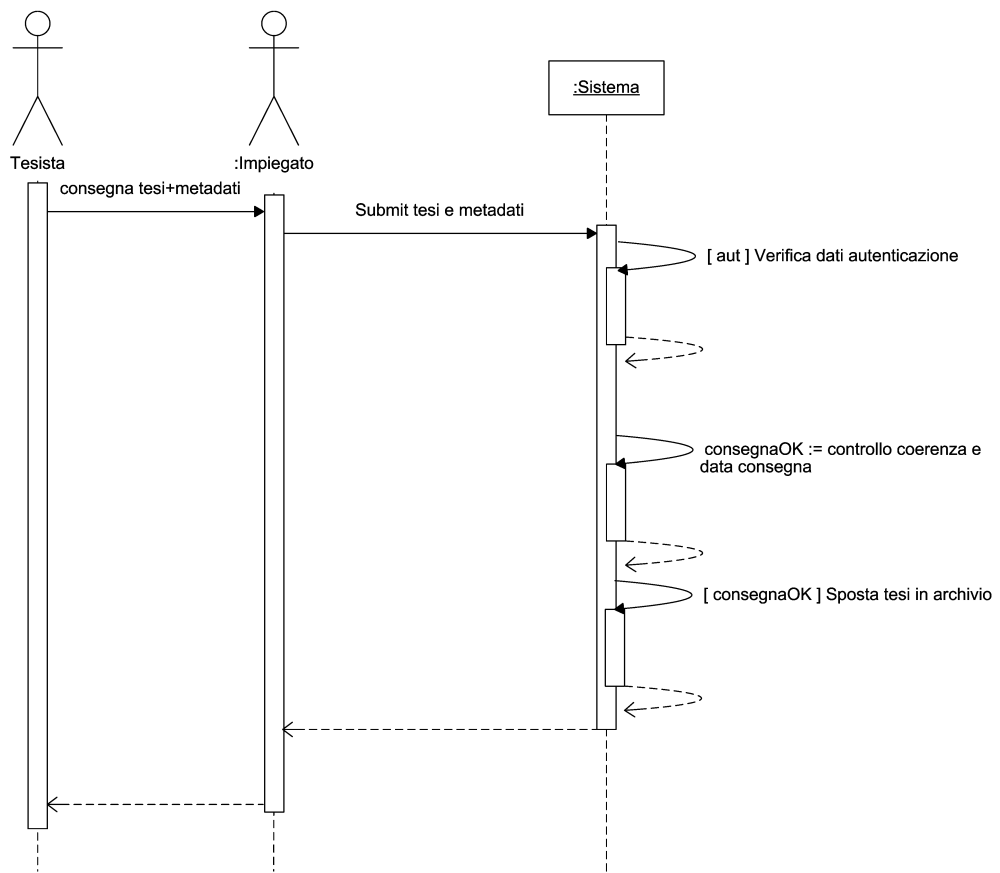 :Sistema
Tesista
:Impiegato
consegna tesi+metadati
Submit tesi e metadati
[ aut ] Verifica dati autenticazione
consegnaOK := controllo coerenza e
data consegna
[ consegnaOK ] Sposta tesi in archivio